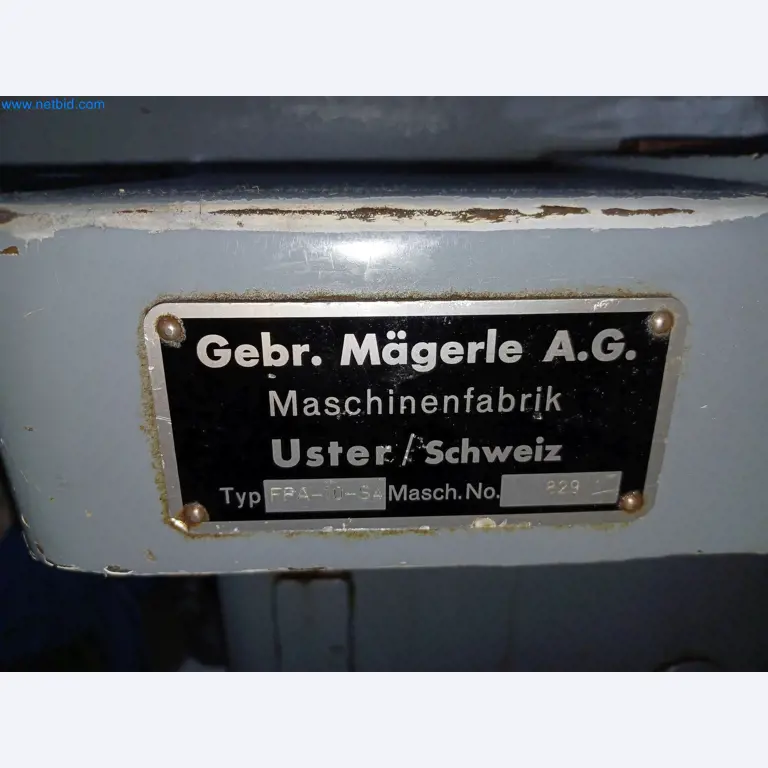 www.netbid.com
Gebr. Mägerle A.G.
Maschinenfabrik
Uster/Schweiz
Typ Masch.No. 829